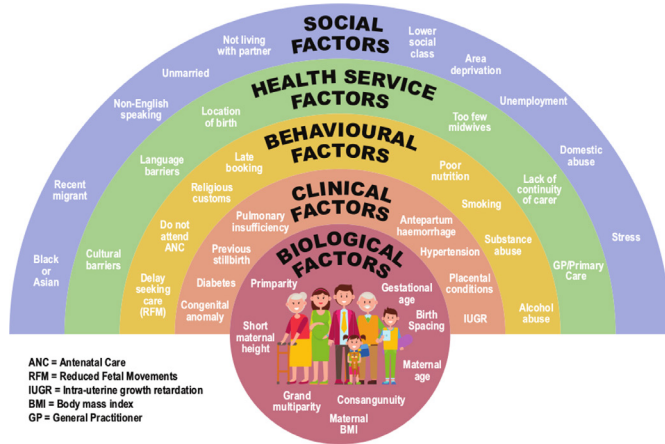 SOCIAL
FACTORS
Black or
Asian
Recent
migrant
Non-English
speaking
Unmarried
Not living
with partner
Lower
social
class
Area
deprivation
Unemployment
Domestic
abuse
Stress
HEALTH SERVICE
FACTORS
Cultural
barriers
Language
barriers
Location
of birth
Too few
midwives
Lack of
continuity
of carer
GP/Primary
Care
BEHAVIOURAL
FACTORS
Delay
seeking
care
(RFM)
Do not
attend
ANC
Religious
customs
Late
booking
Poor
nutrition
Smoking
Substance
abuse
Alcohol
abuse
CLINICAL
FACTORS
Congenital
anomaly
Diabetes
Previous
stillbirth
Pulmonary
insufficiency
Antepartum
haemorrhage
Hypertension
Placental
conditions
IUGR
BIOLOGICAL
FACTORS
Primparity
Short
maternal
height
Grand
multiparity
Maternal
BMI
Consangunuity
Maternal
age
Birth
Spacing
Gestational
age
ANC = Antenatal Care
RFM = Reduced Fetal Movements
IUGR = Intra-uterine growth retardation
BMI = Body mass index
GP = General Practitioner